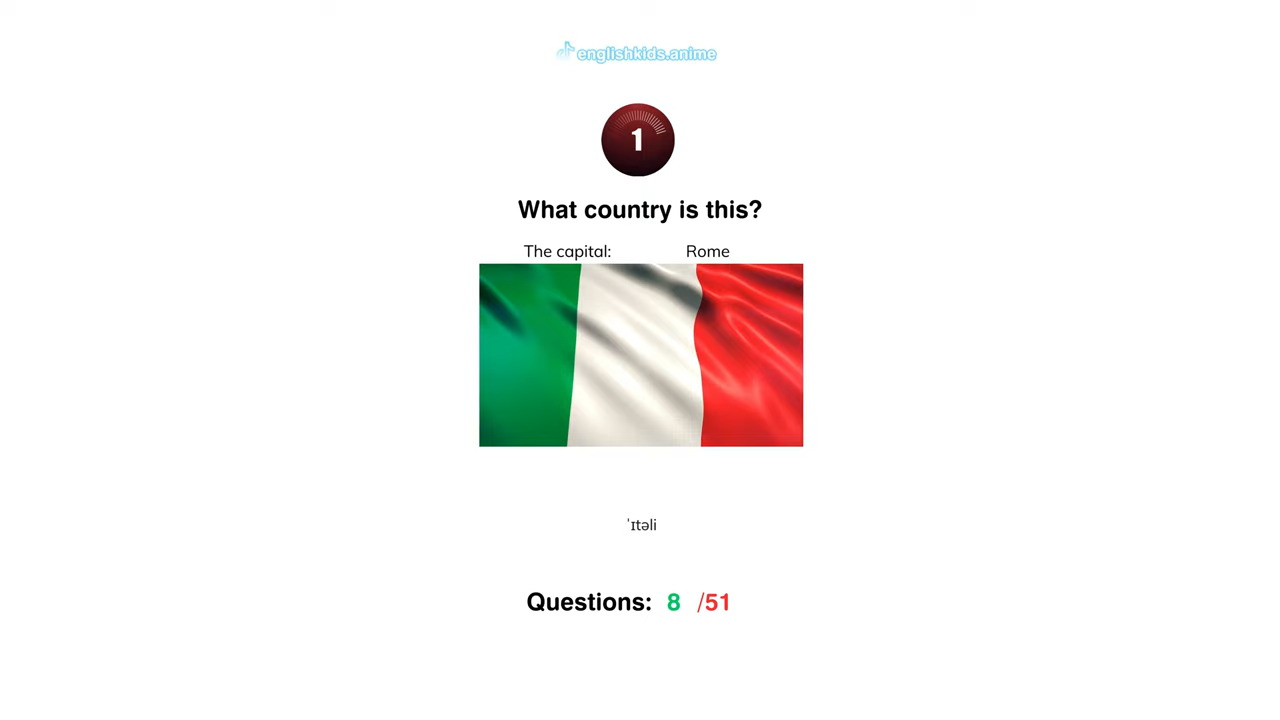 englishkids.anime
1
What country is this?
The capital: Rome
ˈɪtəli
Questions: 8 /51